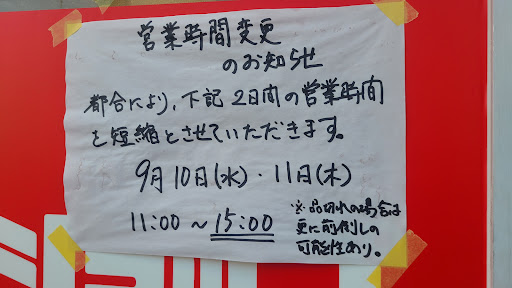 営業時間変更
のお知らせ
都合により、下記2日間の営業時間
を短縮とさせていただきます。
9月10日(水)・11日(木)
11:00～15:00
※品切れの場合は
更に前倒しの
可能性あり。